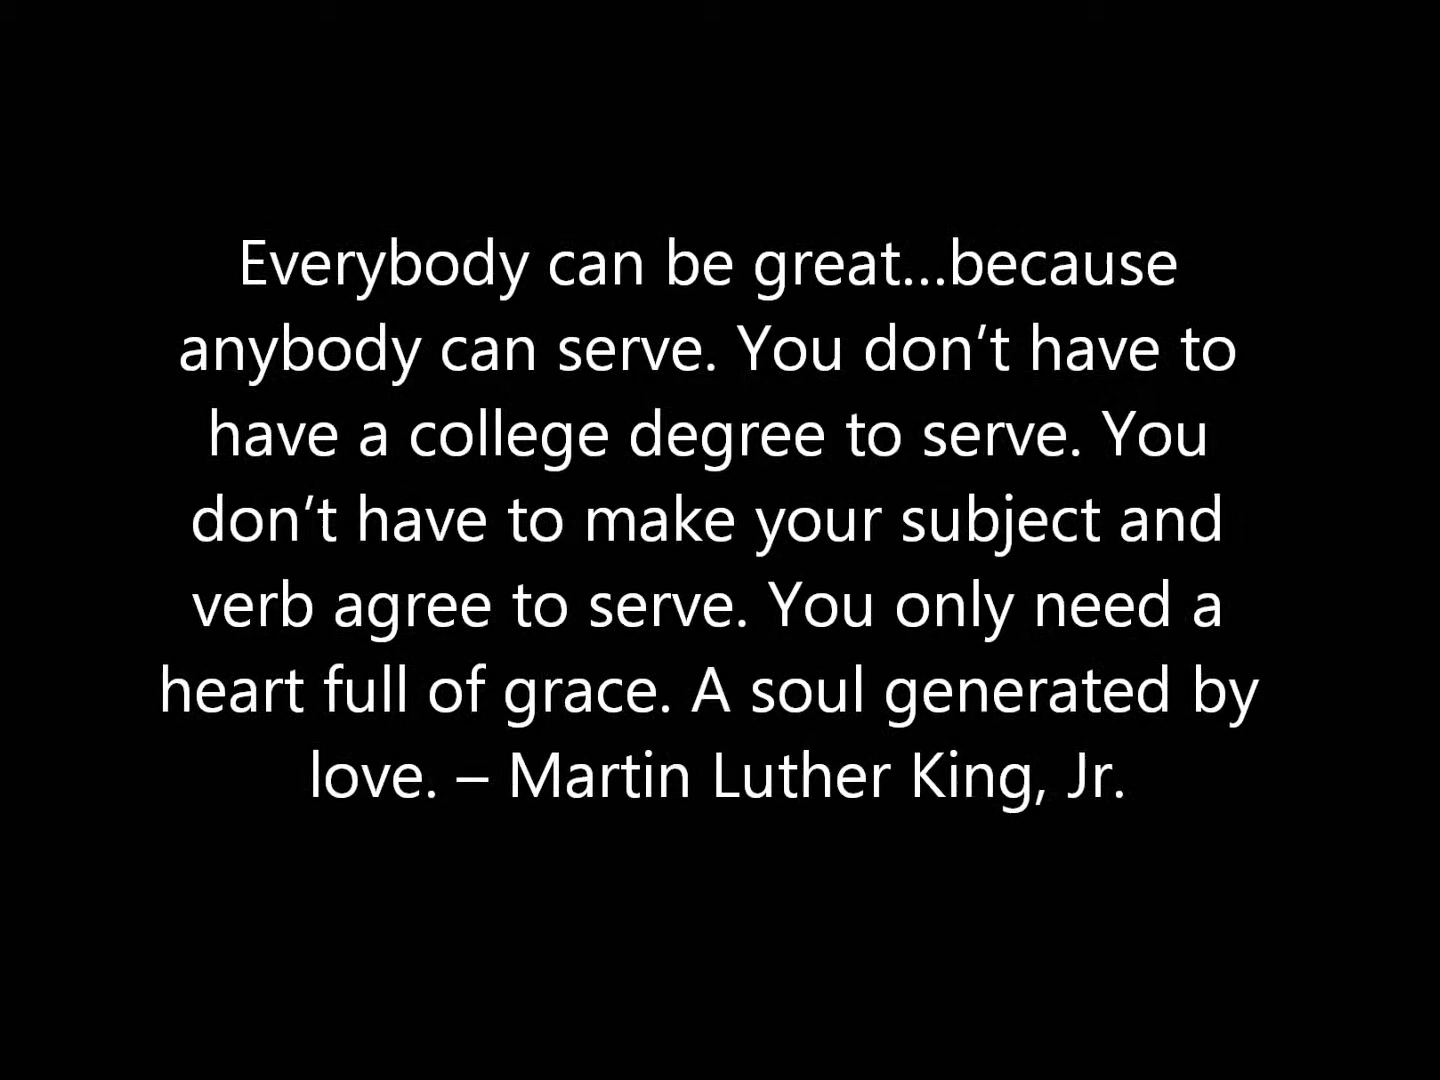 Everybody can be great...because
anybody can serve. You don’t have to
have a college degree to serve. You
don’t have to make your subject and
verb agree to serve. You only need a
heart full of grace. A soul generated by
love. – Martin Luther King, Jr.